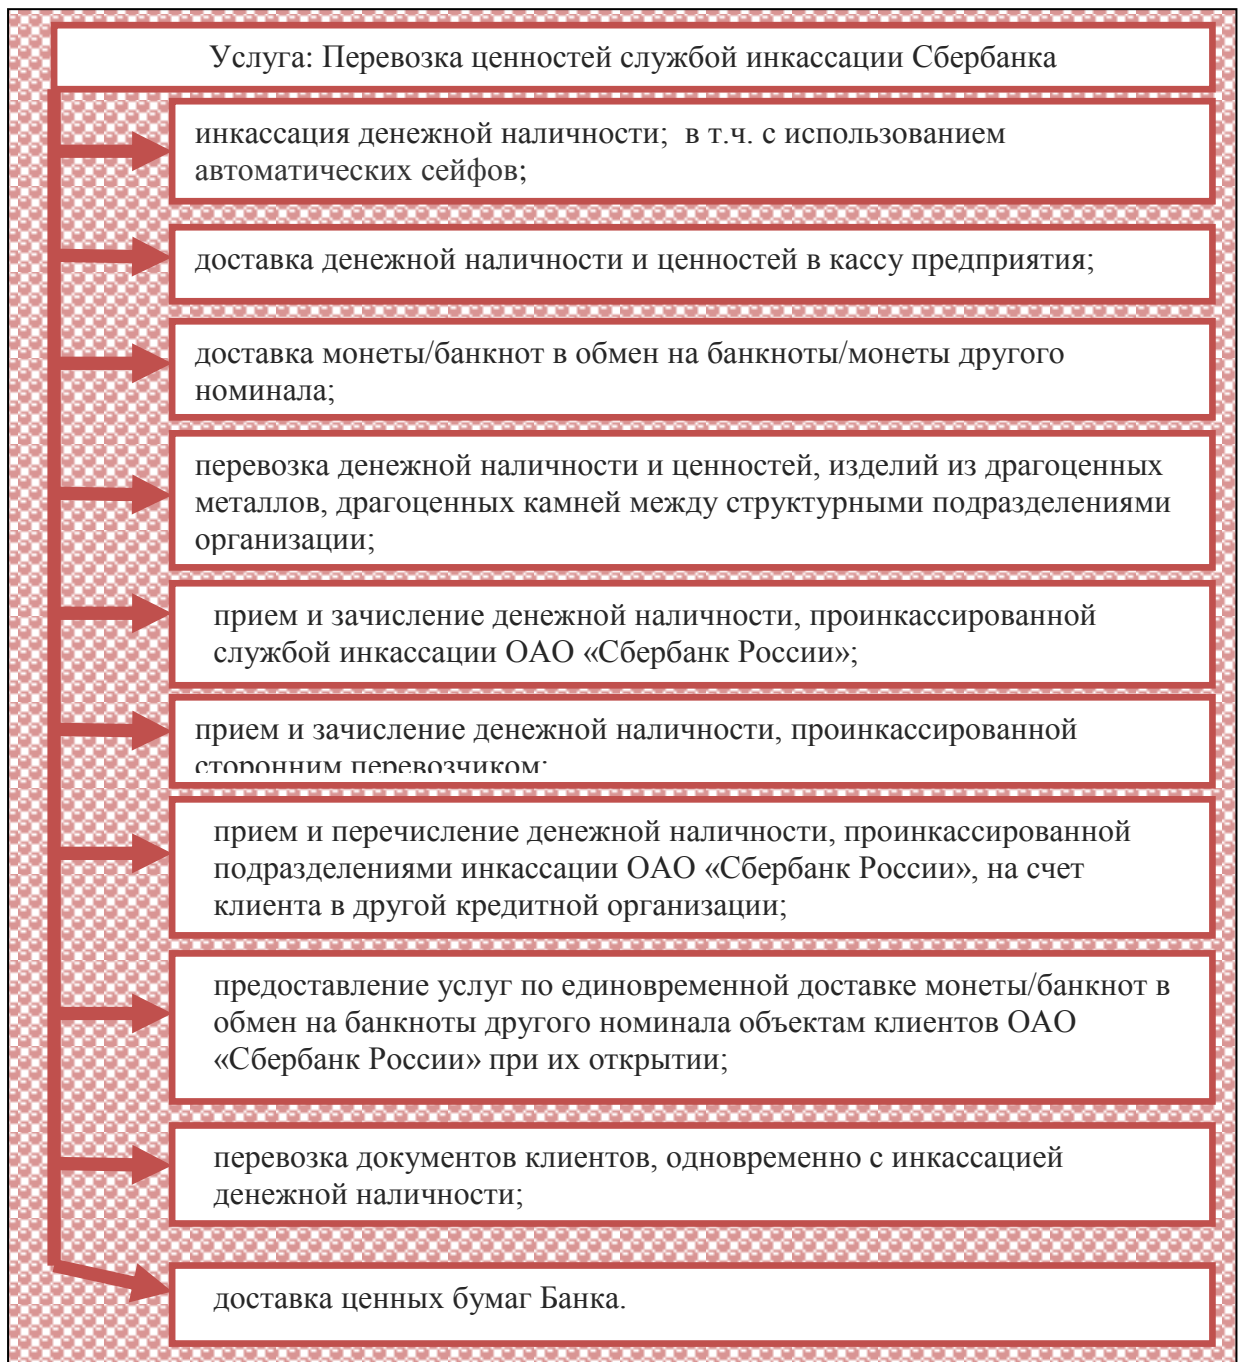 Услуга: Перевозка ценностей службой инкассации Сбербанка
инкассация денежной наличности; в т.ч. с использованием
автоматических сейфов;
доставка денежной наличности и ценностей в кассу предприятия;
доставка монеты/банкнот в обмен на банкноты/монеты другого
номинала;
перевозка денежной наличности и ценностей, изделий из драгоценных
металлов, драгоценных камней между структурными подразделениями
организации;
прием и зачисление денежной наличности, проинкассированной
службой инкассации ОАО «Сбербанк России»;
прием и зачисление денежной наличности, проинкассированной
сторонним перевозчиком;
прием и перечисление денежной наличности, проинкассированной
подразделениями инкассации ОАО «Сбербанк России», на счет
клиента в другой кредитной организации;
предоставление услуг по единовременной доставке монеты/банкнот в
обмен на банкноты другого номинала объектам клиентов ОАО
«Сбербанк России» при их открытии;
перевозка документов клиентов, одновременно с инкассацией
денежной наличности;
доставка ценных бумаг Банка.